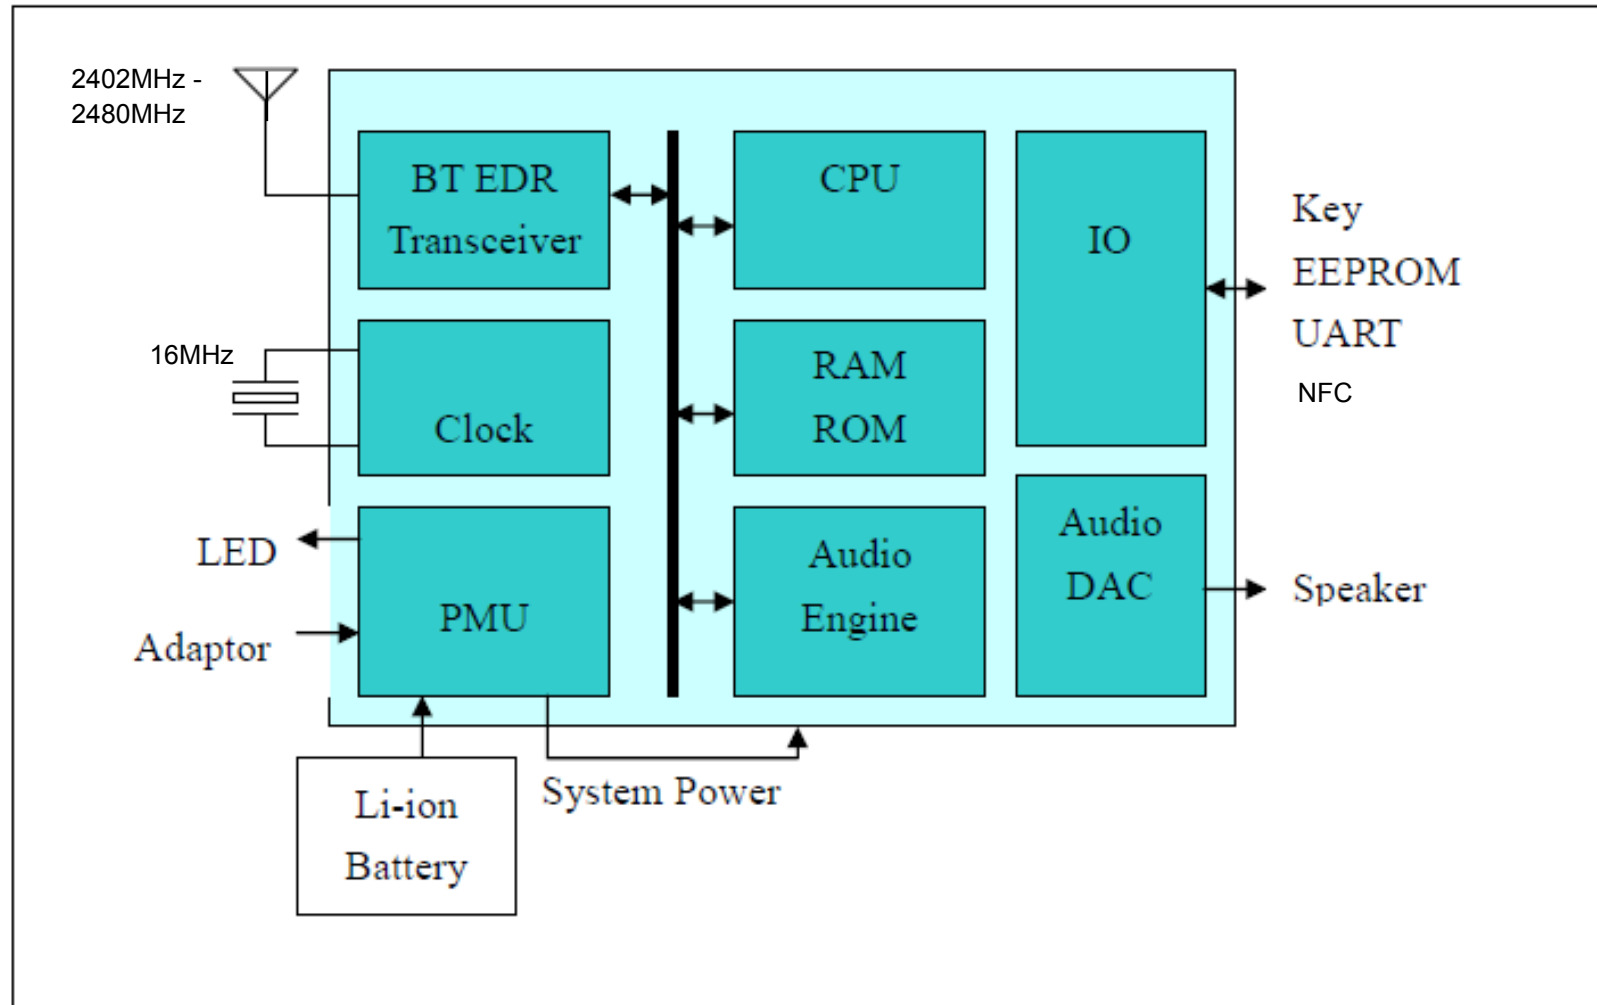 2402MHz -
2480MHz
BT EDR
Transceiver
CPU
IO
Key
EEPROM
UART
NFC
16MHz
Clock
RAM
ROM
LED
Adaptor
PMU
Audio
Engine
Audio
DAC
Speaker
Li-ion
Battery
System Power